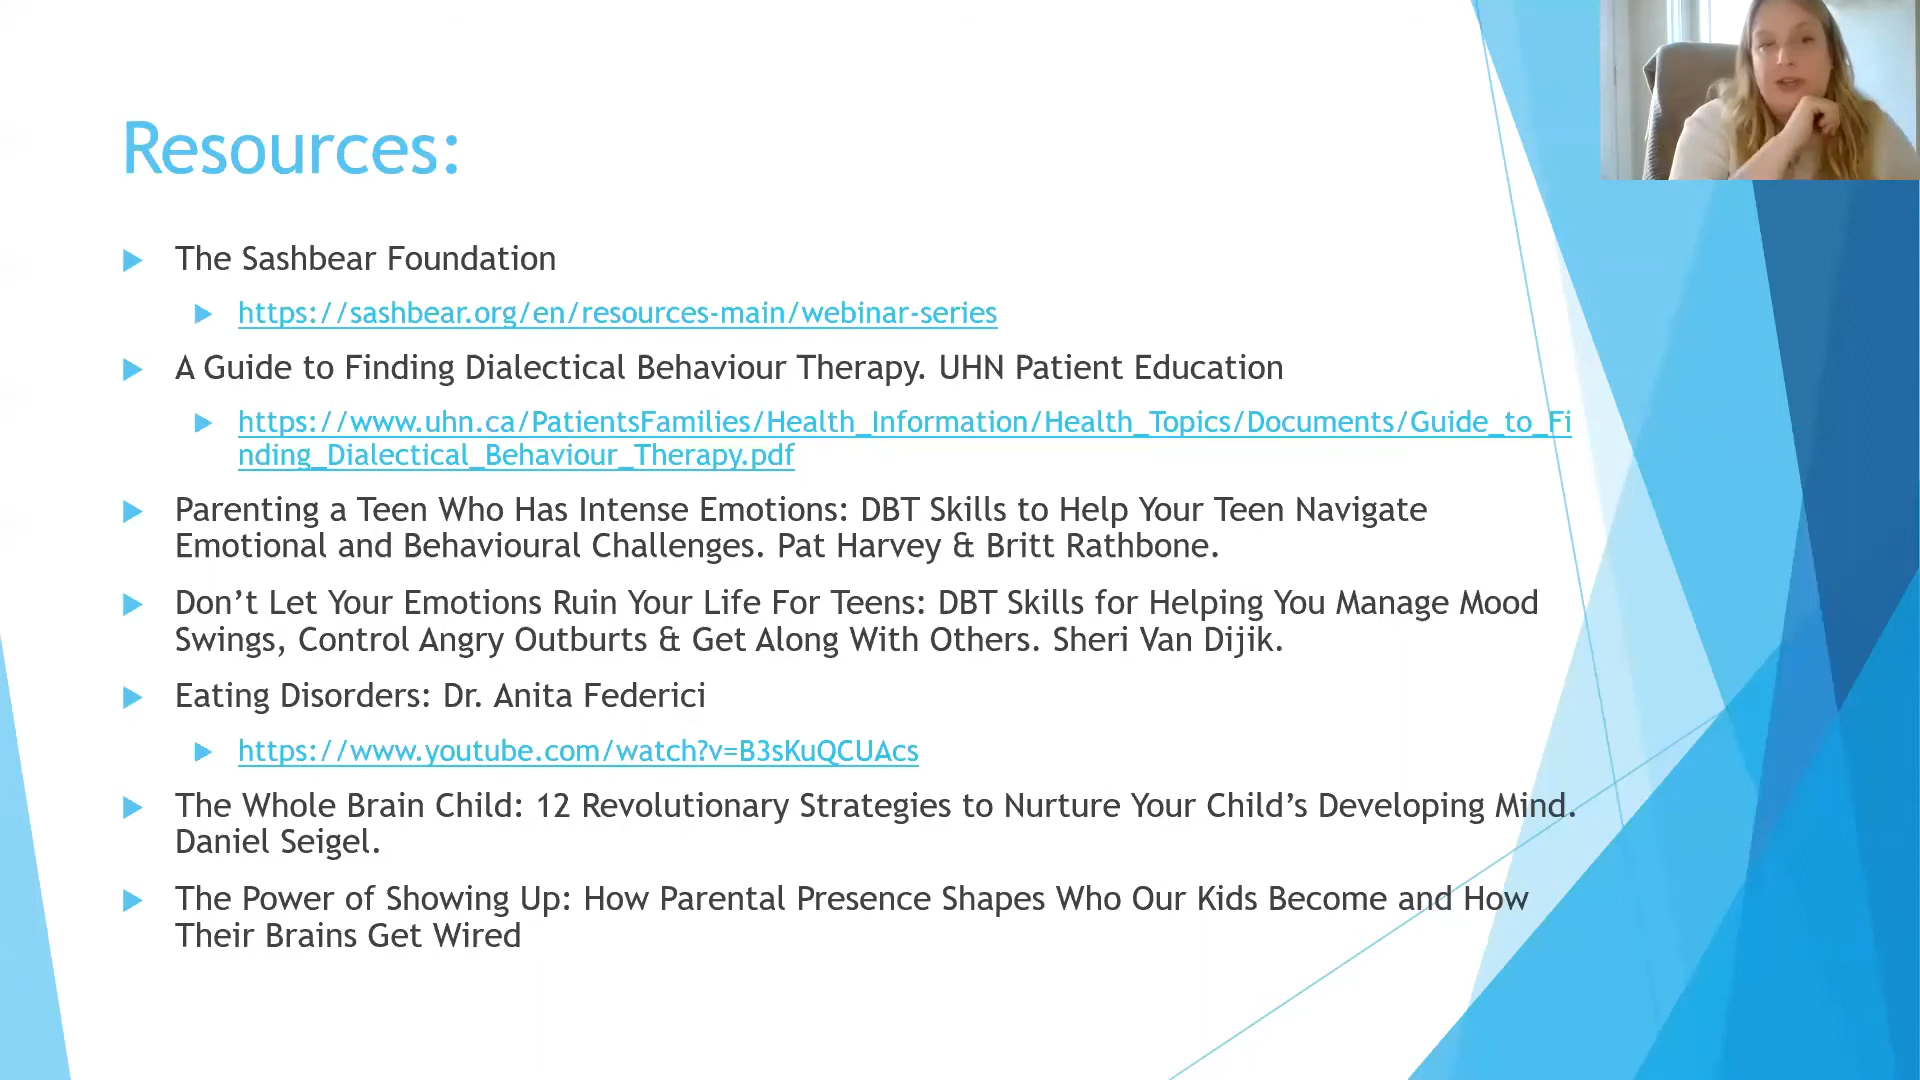 Resources:
The Sashbear Foundation
https://sashbear.org/en/resources-main/webinar-series
A Guide to Finding Dialectical Behaviour Therapy. UHN Patient Education
https://www.uhn.ca/PatientsFamilies/Health_Information/Health_Topics/Documents/Guide_to_Fi
nding_Dialectical_Behaviour_Therapy.pdf
Parenting a Teen Who Has Intense Emotions: DBT Skills to Help Your Teen Navigate
Emotional and Behavioural Challenges. Pat Harvey & Britt Rathbone.
Don’t Let Your Emotions Ruin Your Life For Teens: DBT Skills for Helping You Manage Mood
Swings, Control Angry Outburts & Get Along With Others. Sheri Van Dijik.
Eating Disorders: Dr. Anita Federici
https://www.youtube.com/watch?v=B3sKuQCUAcs
The Whole Brain Child: 12 Revolutionary Strategies to Nurture Your Child’s Developing Mind.
Daniel Seigel.
The Power of Showing Up: How Parental Presence Shapes Who Our Kids Become and How
Their Brains Get Wired